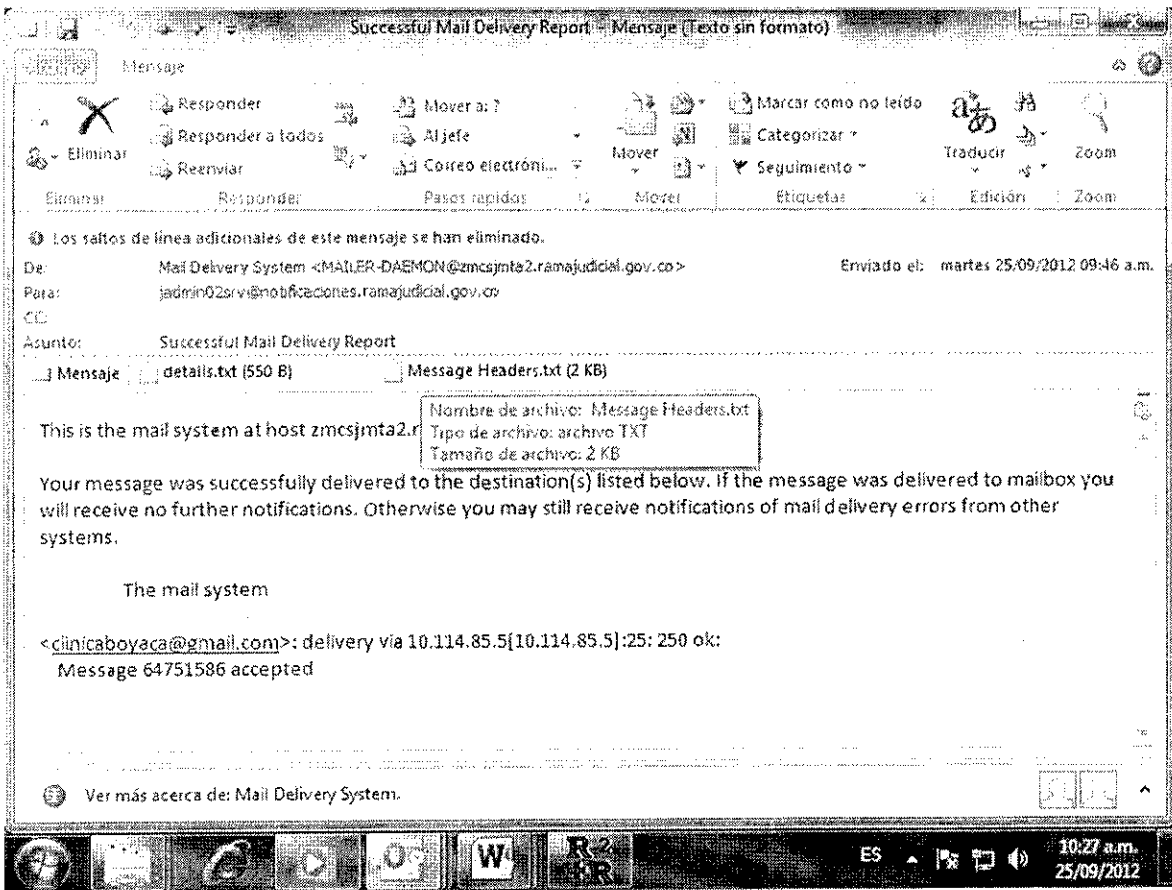 Successful Mail Delivery Report - Mensaje (Texto sin formato)
Mensaje
Responder
Responder a todos
Reenviar
Eliminar
Mover a: ?
Al jefe
Correo electróni...
Mover
Marcar como no leído
Categorizar
Seguimiento
Traducir
Zoom
Eliminar
Responder
Pasos rápidos
Mover
Etiquetas
Edición
Zoom
Los saltos de línea adicionales de este mensaje se han eliminado.
De: Mail Delivery System <MAILER-DAEMON@zmcsjmta2.ramajudicial.gov.co> Enviado el: martes 25/09/2012 09:46 a.m.
Para: jadmin02srv@notificaciones.ramajudicial.gov.co
CC:
Asunto: Successful Mail Delivery Report
Mensaje details.txt (550 B) Message Headers.txt (2 KB)
Nombre de archivo: Message Headers.txt
Tipo de archivo: archivo TXT
Tamaño de archivo: 2 KB
This is the mail system at host zmcsjmta2.r
Your message was successfully delivered to the destination(s) listed below. If the message was delivered to mailbox you
will receive no further notifications. Otherwise you may still receive notifications of mail delivery errors from other
systems.
The mail system
<clinicaboyaca@gmail.com>: delivery via 10.114.85.5[10.114.85.5]:25: 250 ok:
Message 64751586 accepted
Ver más acerca de: Mail Delivery System.
ES
10:27 a.m.
25/09/2012